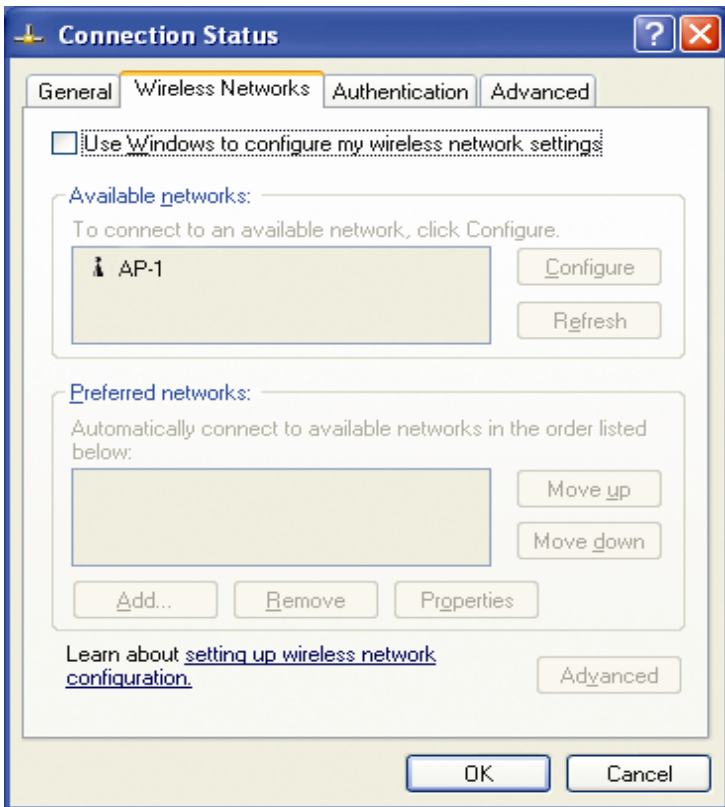 Connection Status
General Wireless Networks Authentication Advanced
Use Windows to configure my wireless network settings
Available networks:
To connect to an available network, click Configure.
AP-1
Configure
Refresh
Preferred networks:
Automatically connect to available networks in the order listed
below:
Move up
Move down
Add... Remove Properties
Learn about setting up wireless network
configuration.
Advanced
OK Cancel